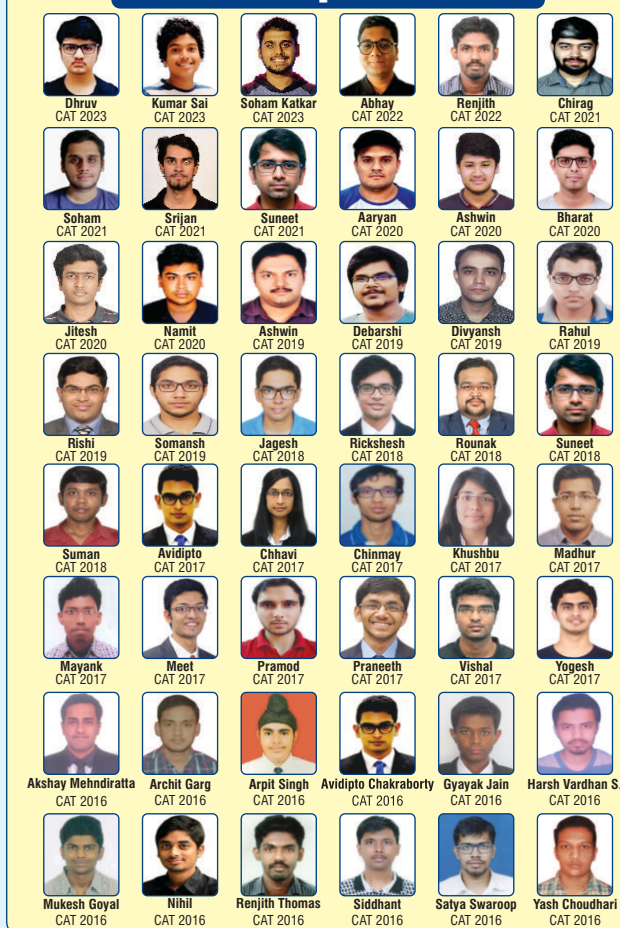 Dhruv Kumar Sai Soham Katkar Abhay Renjith Chirag
CAT 2023 CAT 2023 CAT 2023 CAT 2022 CAT 2022 CAT 2021
Soham Srijan Suneet Aaryan Ashwin Bharat
CAT 2021 CAT 2021 CAT 2021 CAT 2020 CAT 2020 CAT 2020
Jitesh Namit Ashwin Debarshi Divyansh Rahul
CAT 2020 CAT 2020 CAT 2019 CAT 2019 CAT 2019 CAT 2019
Rishi Somansh Jagesh Rickshesh Rounak Suneet
CAT 2019 CAT 2019 CAT 2018 CAT 2018 CAT 2018 CAT 2018
Suman Avidipto Chhavi Chinmay Khushbu Madhur
CAT 2018 CAT 2017 CAT 2017 CAT 2017 CAT 2017 CAT 2017
Mayank Meet Pramod Praneeth Vishal Yogesh
CAT 2017 CAT 2017 CAT 2017 CAT 2017 CAT 2017 CAT 2017
Akshay Mehndiratta Archit Garg Arpit Singh Avidipto Chakraborty Gyayak Jain Harsh Vardhan S.
CAT 2016 CAT 2016 CAT 2016 CAT 2016 CAT 2016 CAT 2016
Mukesh Goyal Nihil Renjith Thomas Siddhant Satya Swaroop Yash Choudhari
CAT 2016 CAT 2016 CAT 2016 CAT 2016 CAT 2016 CAT 2016